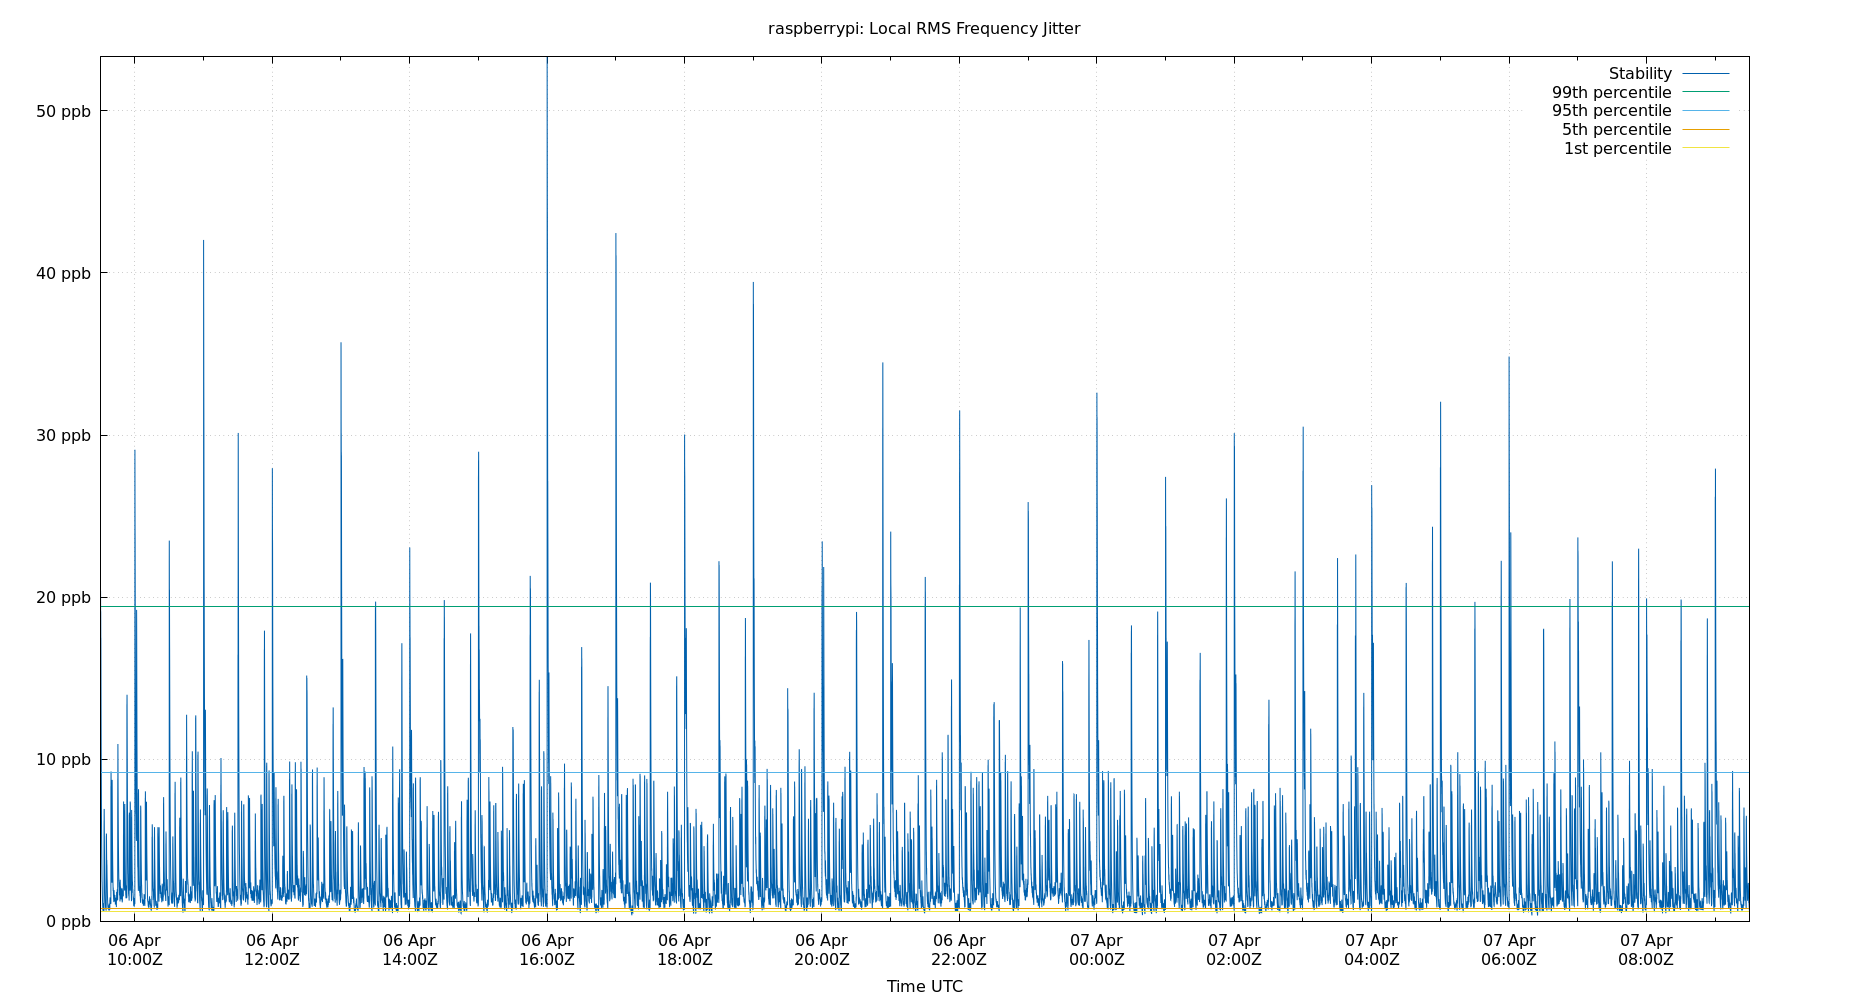 raspberrypi: Local RMS Frequency Jitter
Stability
99th percentile
95th percentile
5th percentile
1st percentile
50 ppb
40 ppb
30 ppb
20 ppb
10 ppb
0 ppb
06 Apr 06 Apr 06 Apr 06 Apr 06 Apr 06 Apr 06 Apr 07 Apr 07 Apr 07 Apr 07 Apr 07 Apr
10:00Z 12:00Z 14:00Z 16:00Z 18:00Z 20:00Z 22:00Z 00:00Z 02:00Z 04:00Z 06:00Z 08:00Z
Time UTC